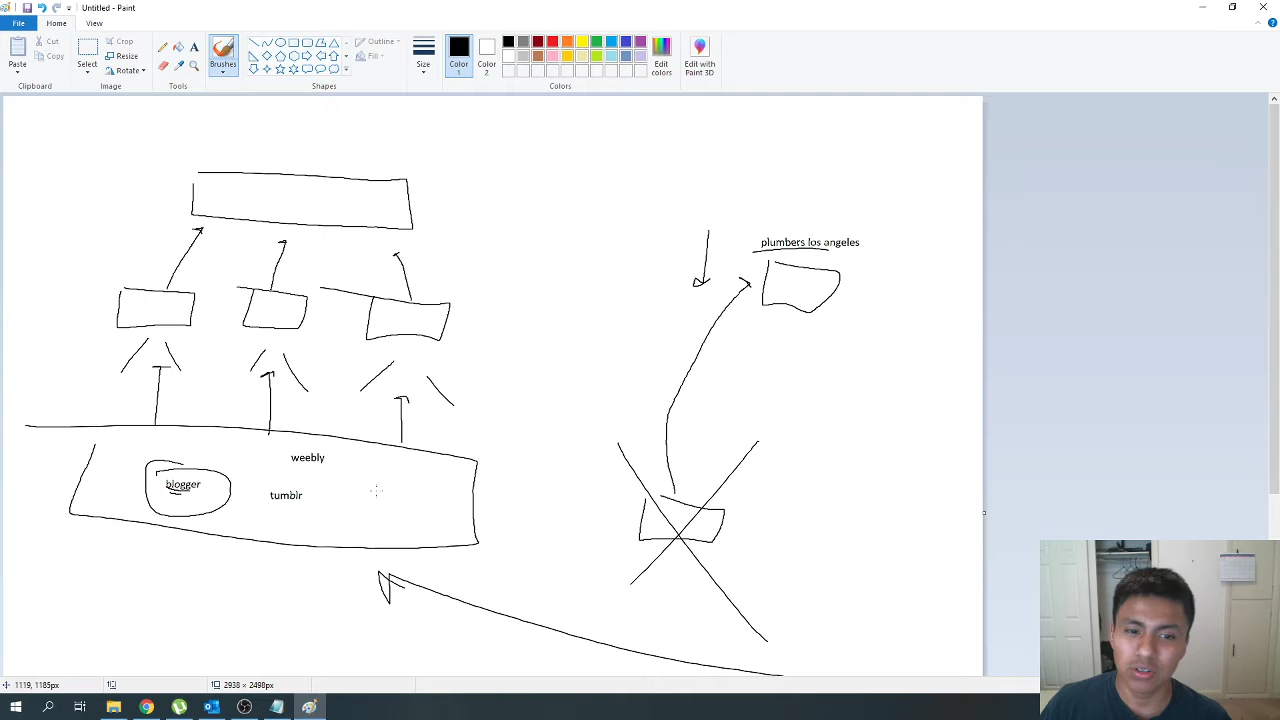 Untitled - Paint
File
Home
View
Paste
Cut
Copy
Clipboard
Select
Crop
Resize
Rotate
Image
Tools
Brushes
Shapes
Outline
Fill
Size
Color
1
Color
2
Edit
colors
Edit with
Paint 3D
Colors
plumbers los angeles
weebly
blogger
tumblr
1119, 1185px
2938 × 2498px